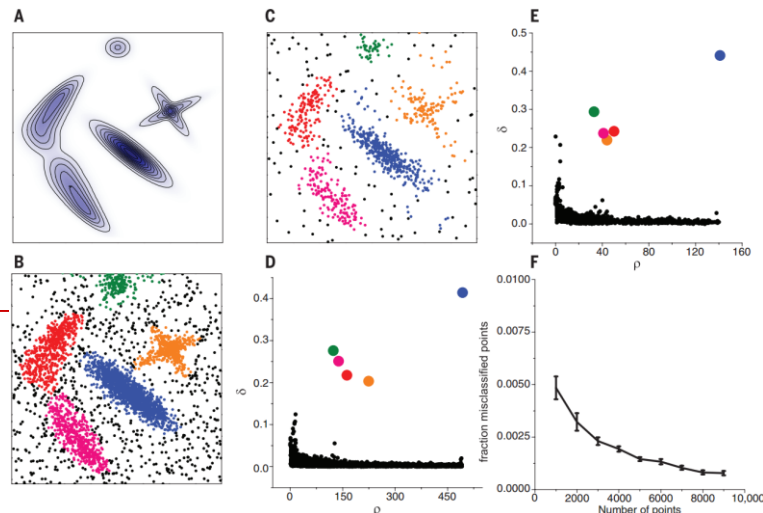 A
B
C
D
0.4
0.3
δ
0.2
0.1
0.0
0 150 300 450
ρ
E
0.5
0.4
0.3
δ
0.2
0.1
0.0
0 40 80 120 160
ρ
F
0.0100
0.0075
0.0050
0.0025
0.0000
fraction misclassified points
0 2000 4000 6000 8000 10,000
Number of points